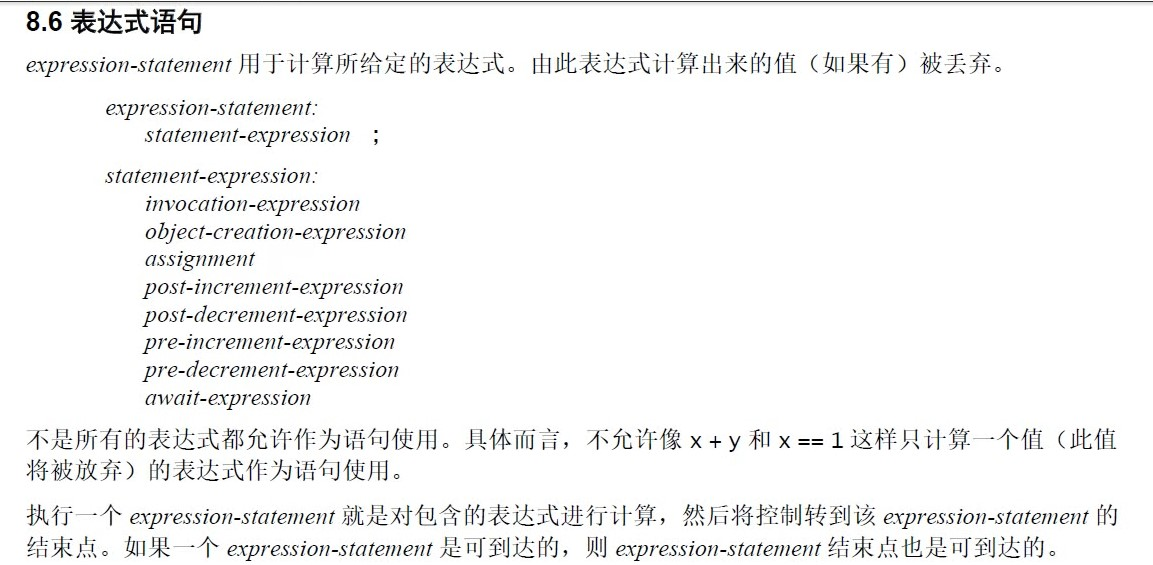 8.6 表达式语句
expression-statement 用于计算所给定的表达式。由此表达式计算出来的值（如果有）被丢弃。
expression-statement:
statement-expression ;
statement-expression:
invocation-expression
object-creation-expression
assignment
post-increment-expression
post-decrement-expression
pre-increment-expression
pre-decrement-expression
await-expression
不是所有的表达式都允许作为语句使用。具体而言，不允许像 x + y 和 x == 1 这样只计算一个值（此值
将被放弃）的表达式作为语句使用。
执行一个 expression-statement 就是对包含的表达式进行计算，然后将控制转到该 expression-statement 的
结束点。如果一个 expression-statement 是可到达的，则 expression-statement 结束点也是可到达的。